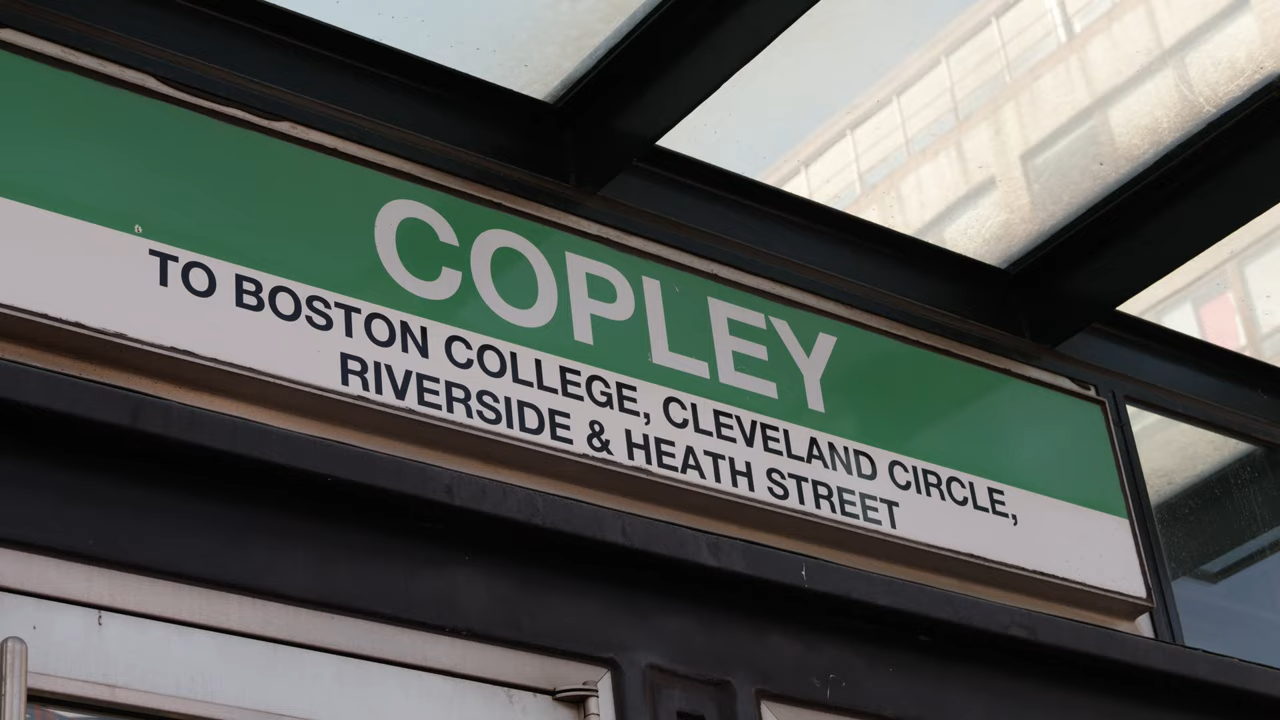 COPLEY
TO BOSTON COLLEGE, CLEVELAND CIRCLE,
RIVERSIDE & HEATH STREET